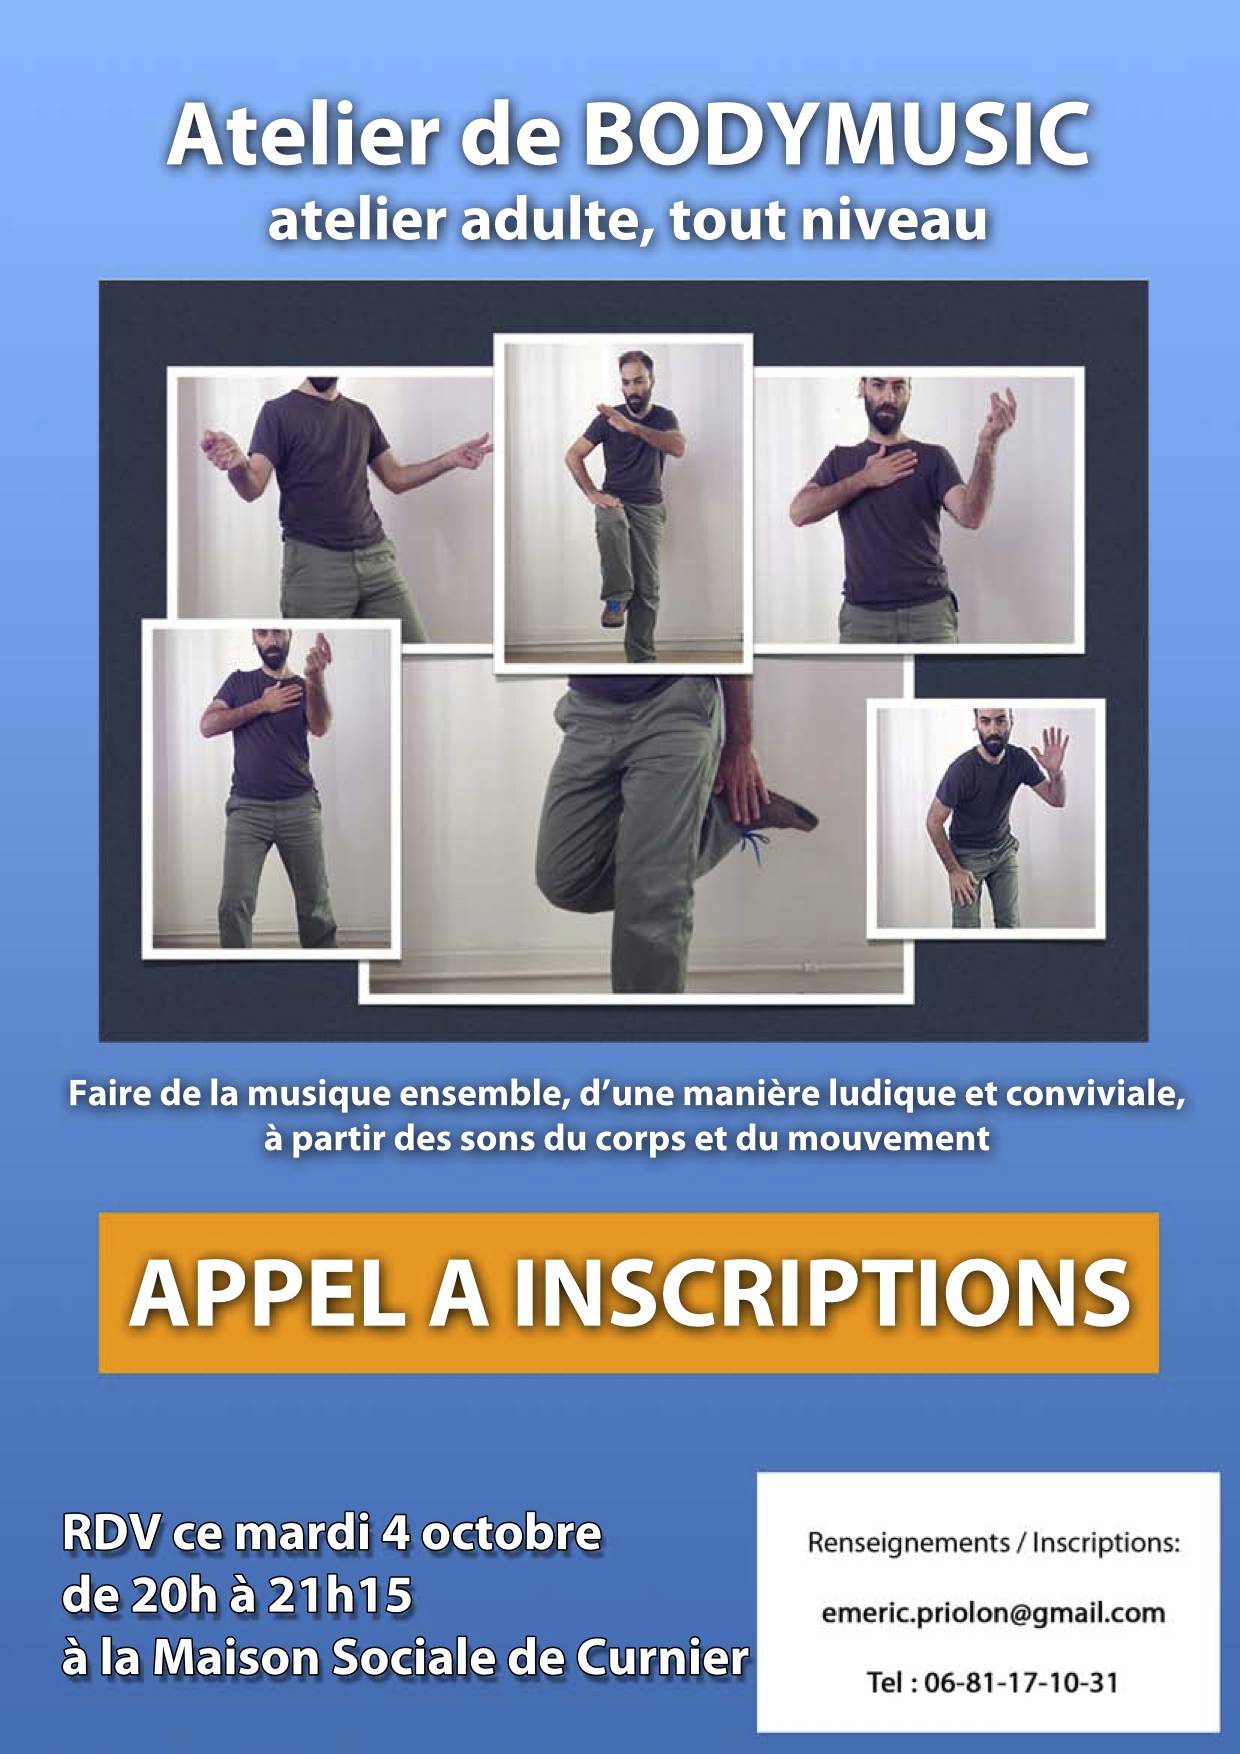 Atelier de BODYMUSIC
atelier adulte, tout niveau
Faire de la musique ensemble, d’une manière ludique et conviviale,
à partir des sons du corps et du mouvement
APPEL A INSCRIPTIONS
RDV ce mardi 4 octobre
de 20h à 21h15
à la Maison Sociale de Curnier
Renseignements / Inscriptions:
emeric.priolon@gmail.com
Tel : 06-81-17-10-31